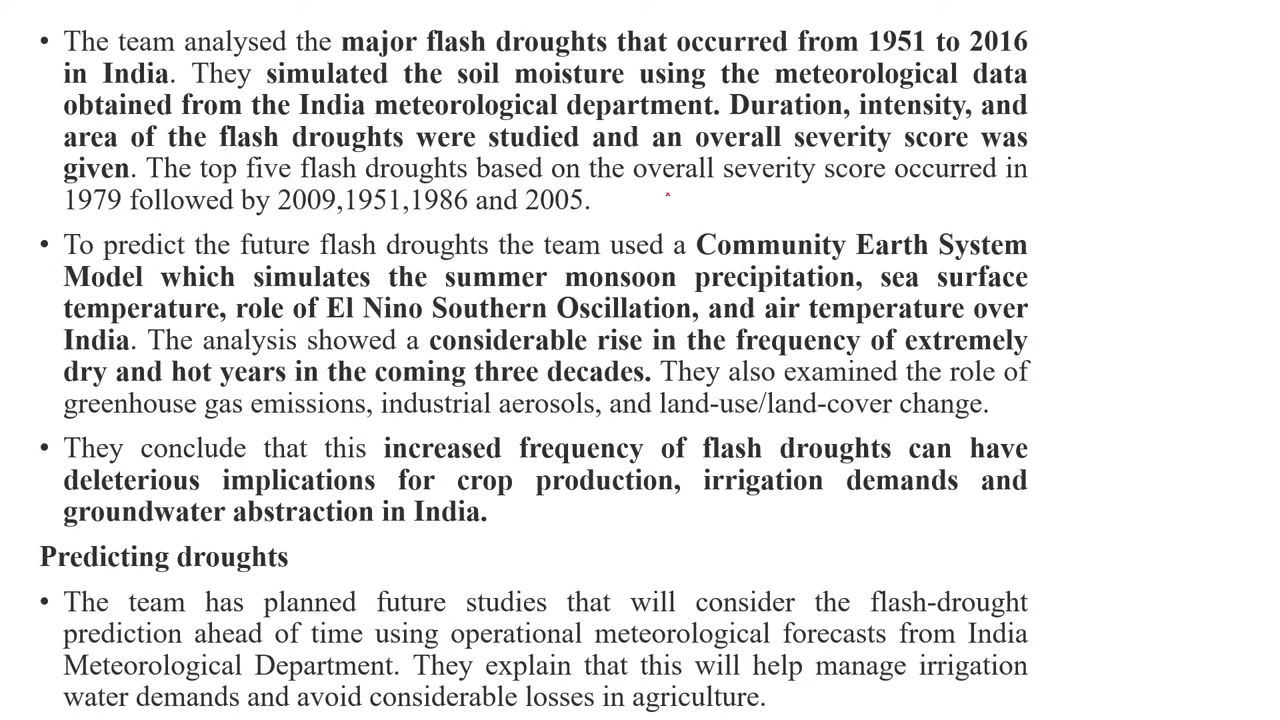 • The team analysed the major flash droughts that occurred from 1951 to 2016
in India. They simulated the soil moisture using the meteorological data
obtained from the India meteorological department. Duration, intensity, and
area of the flash droughts were studied and an overall severity score was
given. The top five flash droughts based on the overall severity score occurred in
1979 followed by 2009,1951,1986 and 2005.
• To predict the future flash droughts the team used a Community Earth System
Model which simulates the summer monsoon precipitation, sea surface
temperature, role of El Nino Southern Oscillation, and air temperature over
India. The analysis showed a considerable rise in the frequency of extremely
dry and hot years in the coming three decades. They also examined the role of
greenhouse gas emissions, industrial aerosols, and land-use/land-cover change.
• They conclude that this increased frequency of flash droughts can have
deleterious implications for crop production, irrigation demands and
groundwater abstraction in India.
Predicting droughts
• The team has planned future studies that will consider the flash-drought
prediction ahead of time using operational meteorological forecasts from India
Meteorological Department. They explain that this will help manage irrigation
water demands and avoid considerable losses in agriculture.